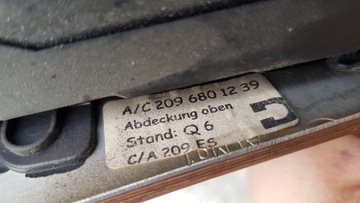 A/C 209 680 12 39
Abdeckung oben
Stand: Q 6
C/A 209 ES